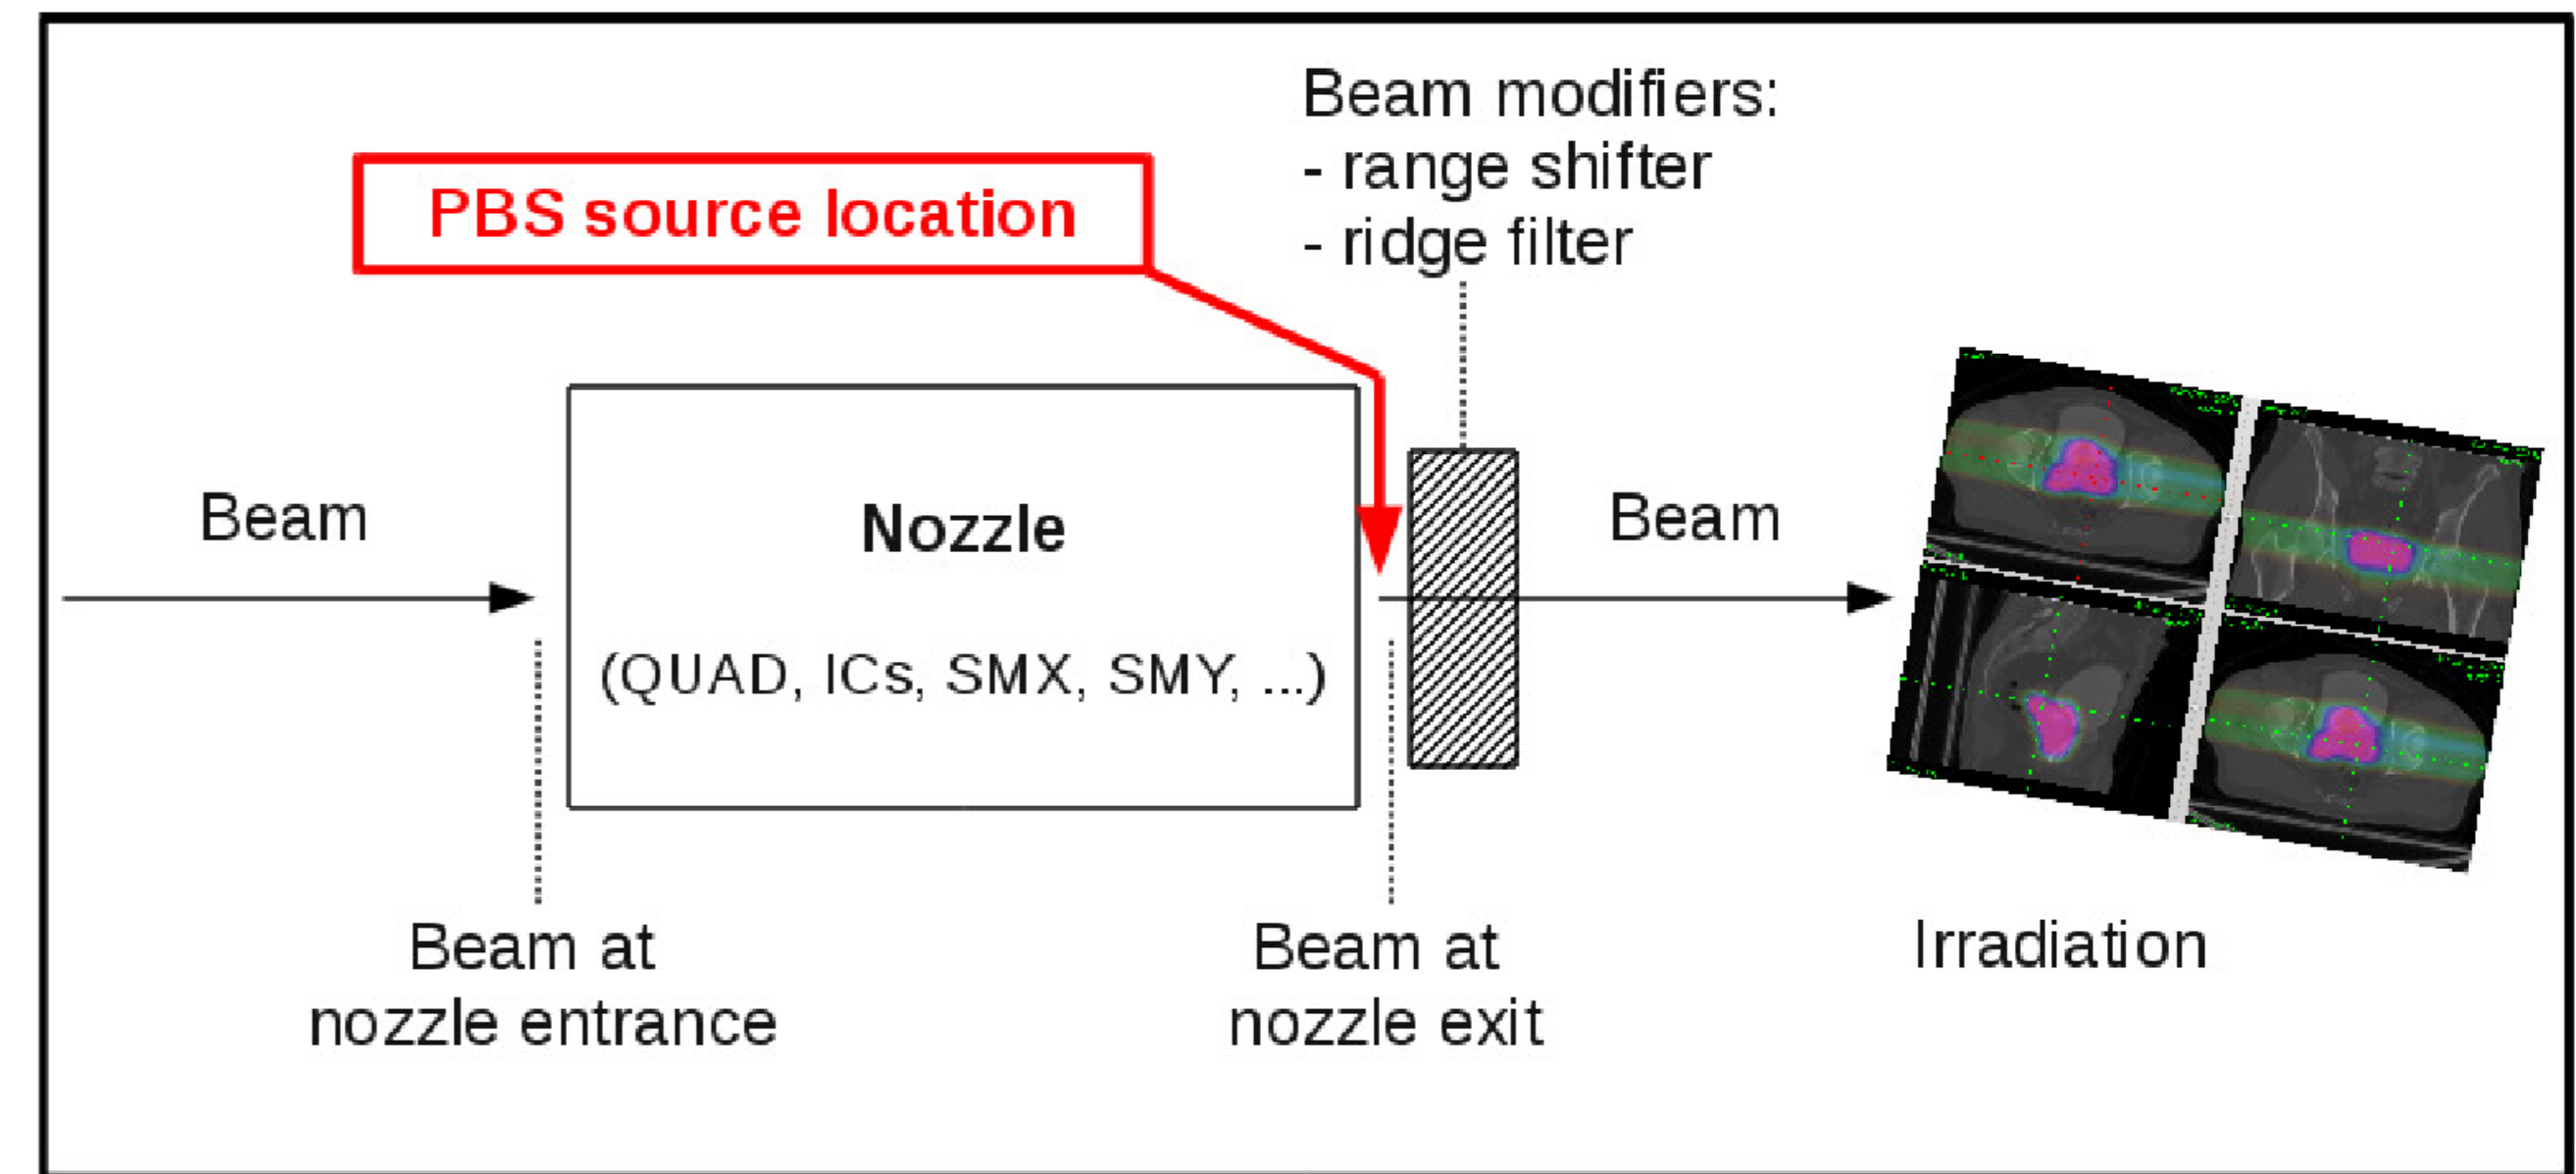 Beam modifiers:
- range shifter
- ridge filter
PBS source location
Beam
Nozzle
(QUAD, ICs, SMX, SMY, ...)
Beam
Beam at
nozzle entrance
Beam at
nozzle exit
Irradiation